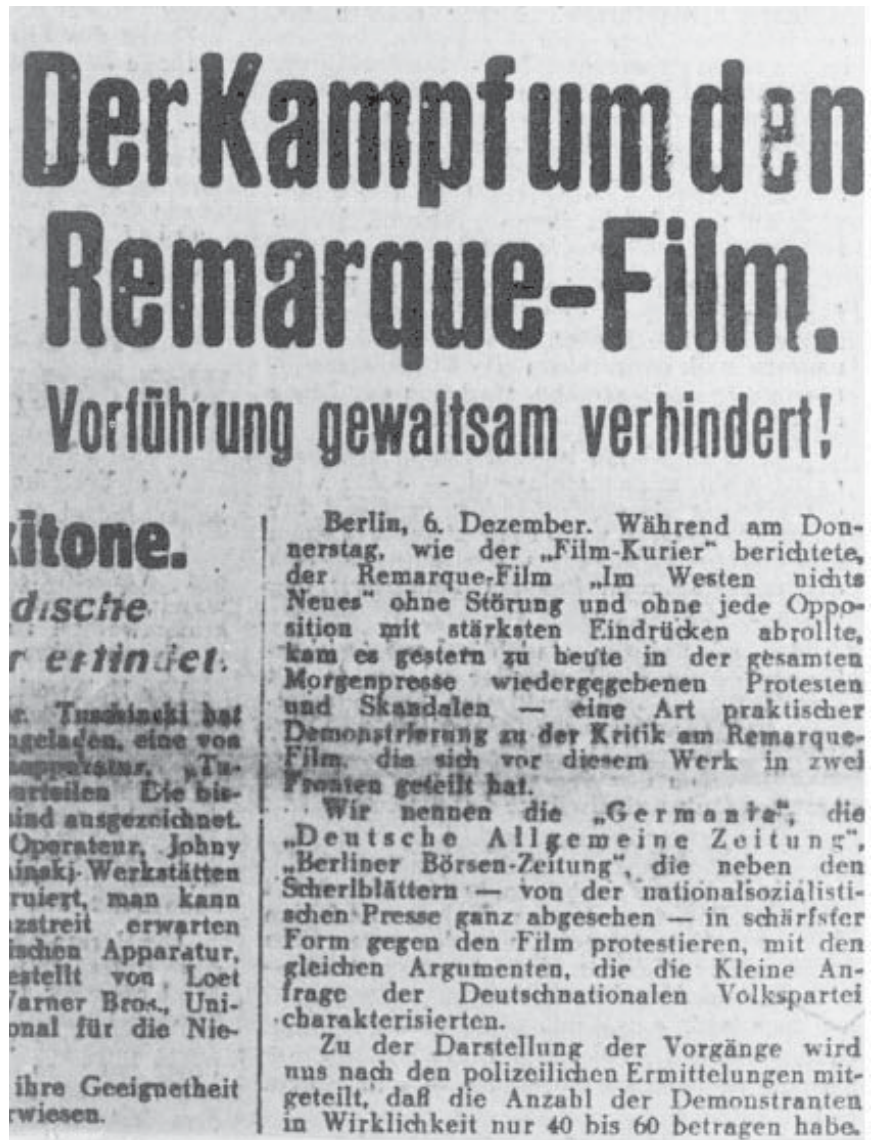 Der Kampf um den
Remarque-Film.
Vorführung gewaltsam verhindert!
itone.
dische
r erfindet.
Tuschinski hat
geladen, eine von
apparatur, „Tu-
urteilen Die bis-
ind ausgezeichnet.
Operateur, Johny
inski-Werkstätten
ruiert, man kann
zstreit erwarten
ischen Apparatur,
estellt von Loet
Warner Bros., Uni-
onal für die Nie-
ihre Geeignetheit
rwiesen.
Berlin, 6. Dezember. Während am Don-
nerstag, wie der „Film-Kurier“ berichtete,
der Remarque-Film „Im Westen nichts
Neues“ ohne Störung und ohne jede Oppo-
sition mit stärksten Eindrücken abrollte,
kam es gestern zu heute in der gesamten
Morgenpresse wiedergegebenen Protesten
und Skandalen — eine Art praktischer
Demonstrierung zu der Kritik am Remarque-
Film, die sich vor diesem Werk in zwei
Fronten geteilt hat.
Wir nennen die „Germania“, die
„Deutsche Allgemeine Zeitung“,
„Berliner Börsen-Zeitung“, die neben den
Scherlblättern — von der nationalsozialisti-
schen Presse ganz abgesehen — in schärfster
Form gegen den Film protestieren, mit den
gleichen Argumenten, die die Kleine An-
frage der Deutschnationalen Volkspartei
charakterisierten.
Zu der Darstellung der Vorgänge wird
uns nach den polizeilichen Ermittelungen mit-
geteilt, daß die Anzahl der Demonstranten
in Wirklichkeit nur 40 bis 60 betragen habe.